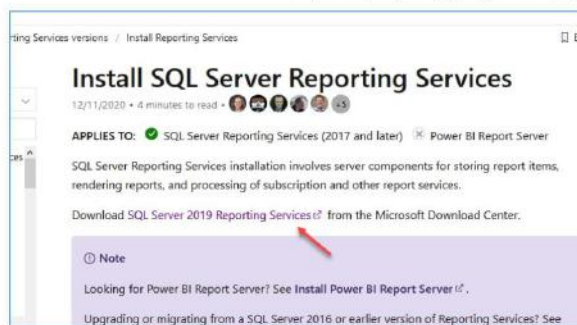 rting Services versions / Install Reporting Services
Install SQL Server Reporting Services
12/11/2020 • 4 minutes to read • +5
APPLIES TO: SQL Server Reporting Services (2017 and later) Power BI Report Server
SQL Server Reporting Services installation involves server components for storing report items,
rendering reports, and processing of subscription and other report services.
Download SQL Server 2019 Reporting Services from the Microsoft Download Center.
Note
Looking for Power BI Report Server? See Install Power BI Report Server.
Upgrading or migrating from a SQL Server 2016 or earlier version of Reporting Services? See